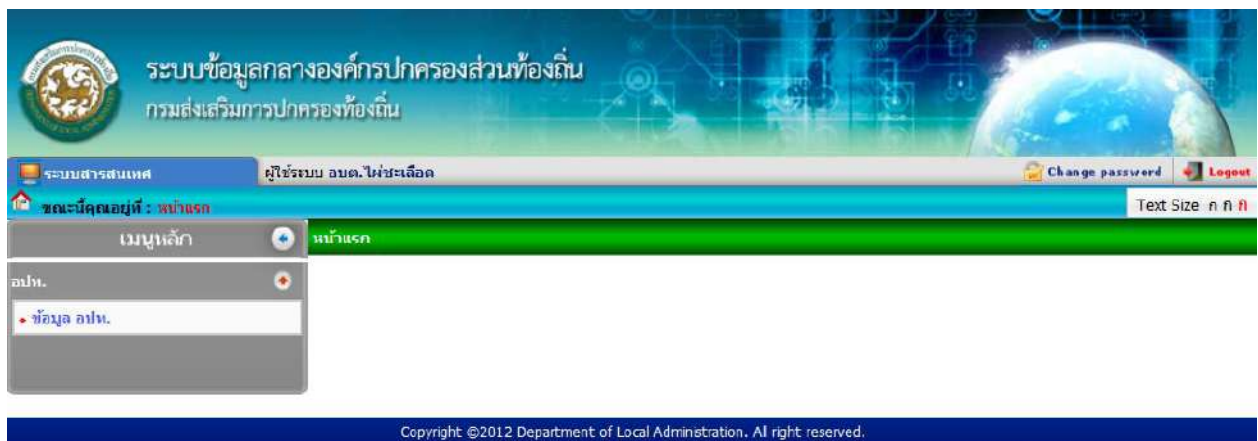 ระบบข้อมูลกลางองค์กรปกครองส่วนท้องถิ่น
กรมส่งเสริมการปกครองท้องถิ่น
ระบบสารสนเทศ ผู้ใช้ระบบ อบต.ไผ่ชะเลือด Change password Logout
ขณะนี้คุณอยู่ที่ : หน้าแรก Text Size ก ก ก
เมนูหลัก หน้าแรก
อปท.
ข้อมูล อปท.
Copyright ©2012 Department of Local Administration. All right reserved.